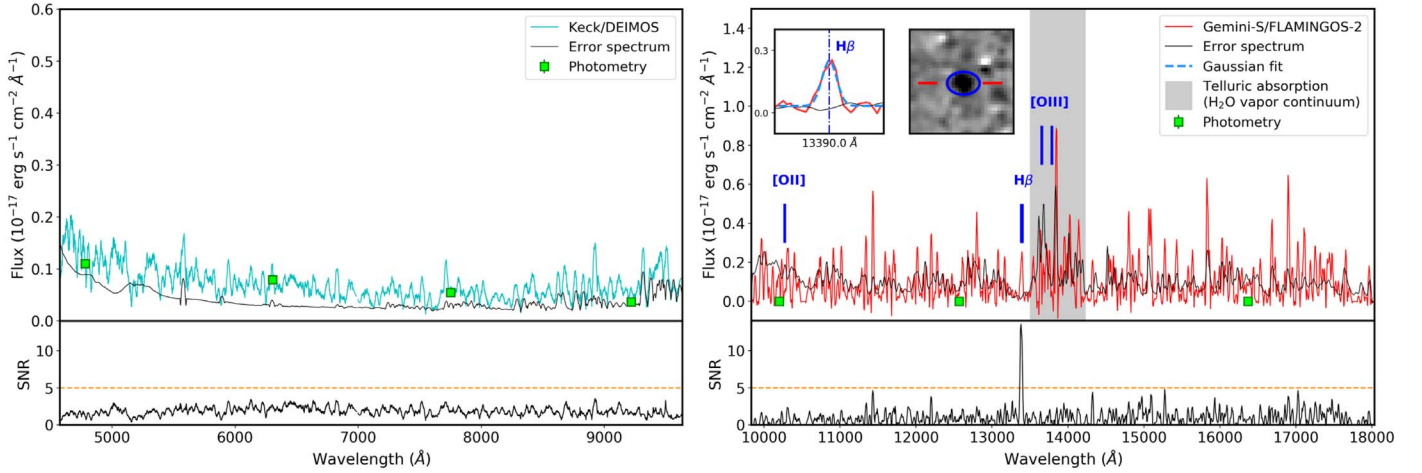 0.6
0.5
0.4
0.3
0.2
0.1
0.0
Flux (10⁻¹⁷ erg s⁻¹ cm⁻² Å⁻¹)
Keck/DEIMOS
Error spectrum
Photometry
10
5
0
SNR
5000
6000
7000
8000
9000
Wavelength (Å)
1.4
1.2
1.0
0.8
0.6
0.4
0.2
0.0
Flux (10⁻¹⁷ erg s⁻¹ cm⁻² Å⁻¹)
0.3
0.0
Hβ
13390.0 Å
Gemini-S/FLAMINGOS-2
Error spectrum
Gaussian fit
Telluric absorption
(H₂O vapor continuum)
Photometry
[OIII]
[OII]
Hβ
10
5
0
SNR
10000
11000
12000
13000
14000
15000
16000
17000
18000
Wavelength (Å)